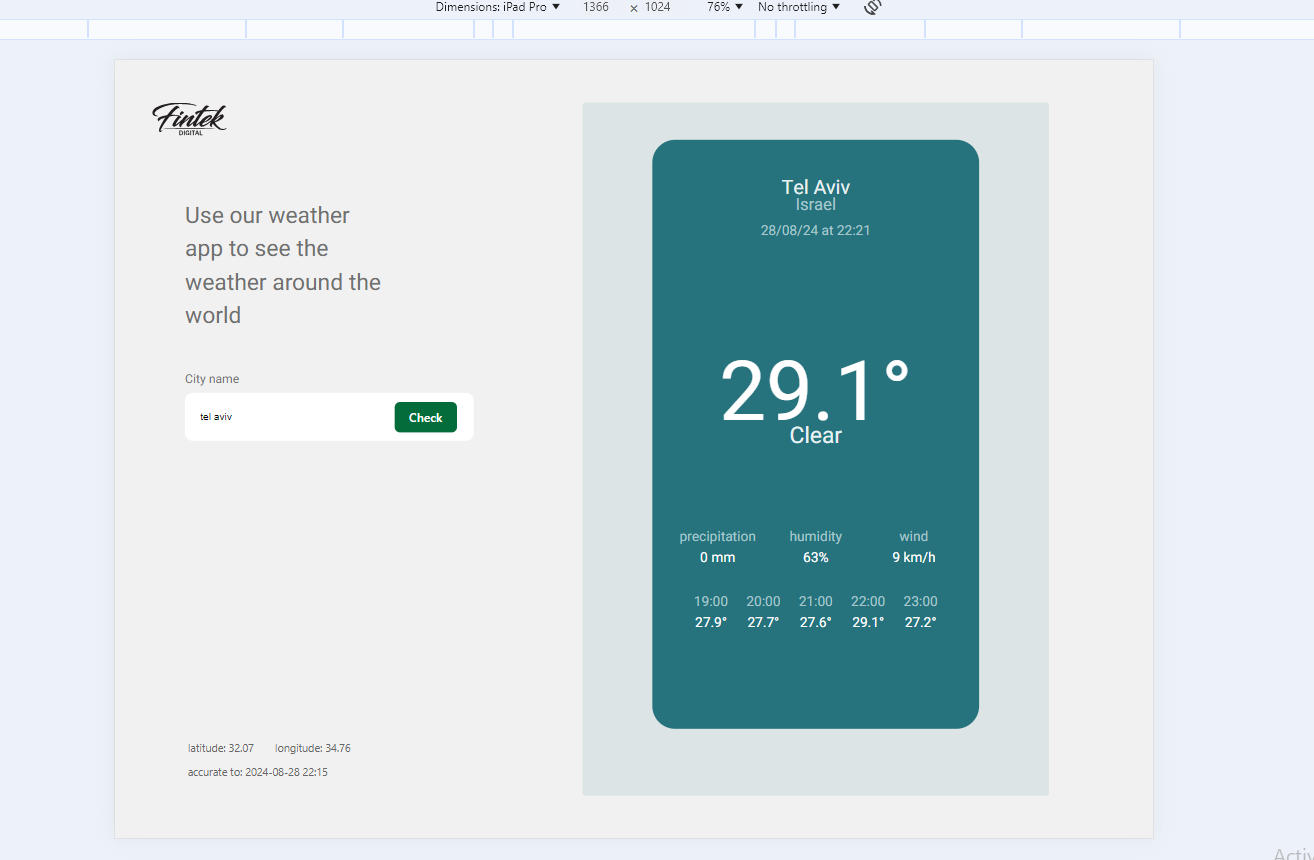 Dimensions: iPad Pro ▼ 1366 × 1024 76% ▼ No throttling ▼
Fintek
DIGITAL
Use our weather
app to see the
weather around the
world
City name
tel aviv
Check
latitude: 32.07 longitude: 34.76
accurate to: 2024-08-28 22:15
Tel Aviv
Israel
28/08/24 at 22:21
29.1°
Clear
precipitation humidity wind
0 mm 63% 9 km/h
19:00 20:00 21:00 22:00 23:00
27.9° 27.7° 27.6° 29.1° 27.2°